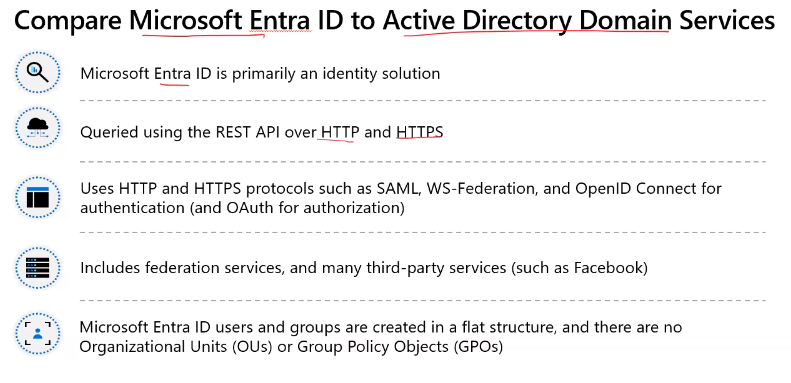 Compare Microsoft Entra ID to Active Directory Domain Services
Microsoft Entra ID is primarily an identity solution
Queried using the REST API over HTTP and HTTPS
Uses HTTP and HTTPS protocols such as SAML, WS-Federation, and OpenID Connect for
authentication (and OAuth for authorization)
Includes federation services, and many third-party services (such as Facebook)
Microsoft Entra ID users and groups are created in a flat structure, and there are no
Organizational Units (OUs) or Group Policy Objects (GPOs)